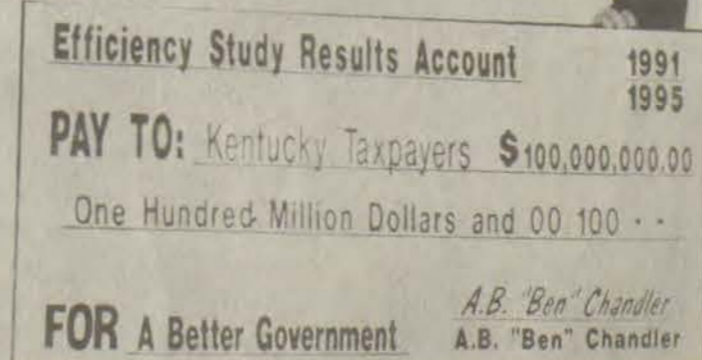 Efficiency Study Results Account 1991
1995
PAY TO: Kentucky Taxpayers $100,000,000.00
One Hundred Million Dollars and 00 100 - -
FOR A Better Government A.B. "Ben" Chandler
A.B. "Ben" Chandler